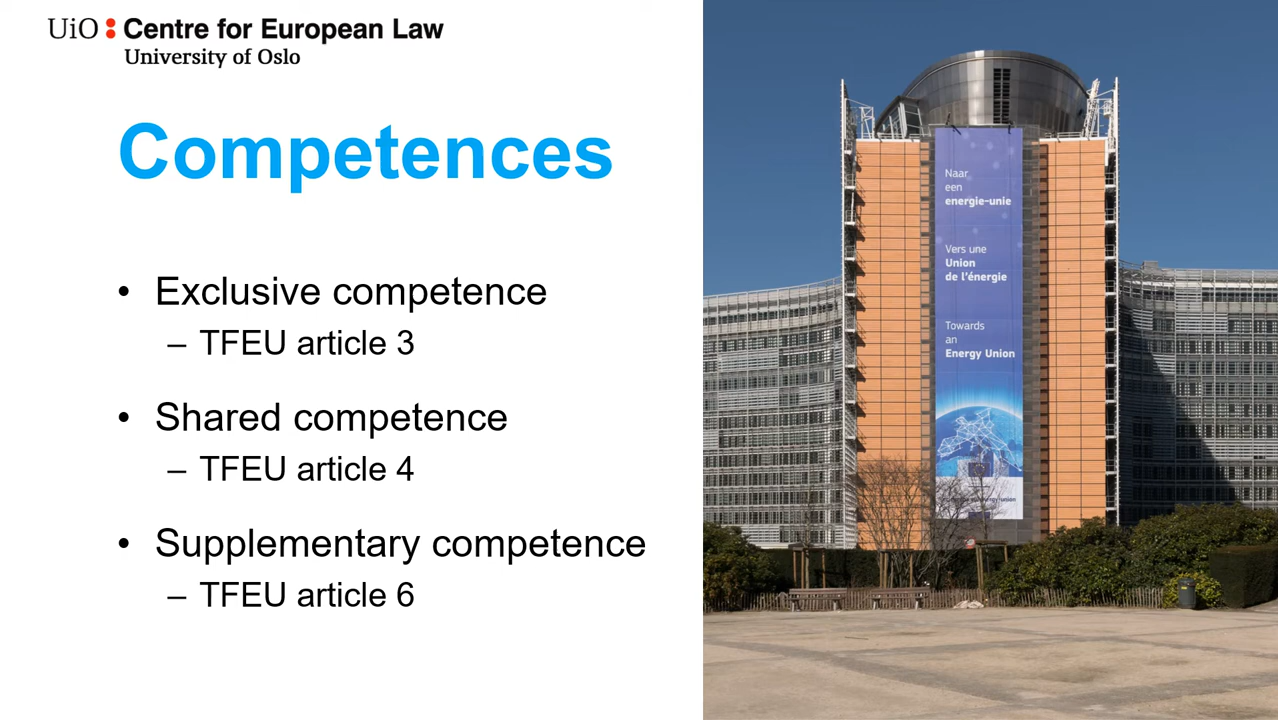 UiO : Centre for European Law
University of Oslo
Competences
• Exclusive competence
– TFEU article 3
• Shared competence
– TFEU article 4
• Supplementary competence
– TFEU article 6
Naar
een
energie-unie
Vers une
Union
de l'énergie
Towards
an
Energy Union